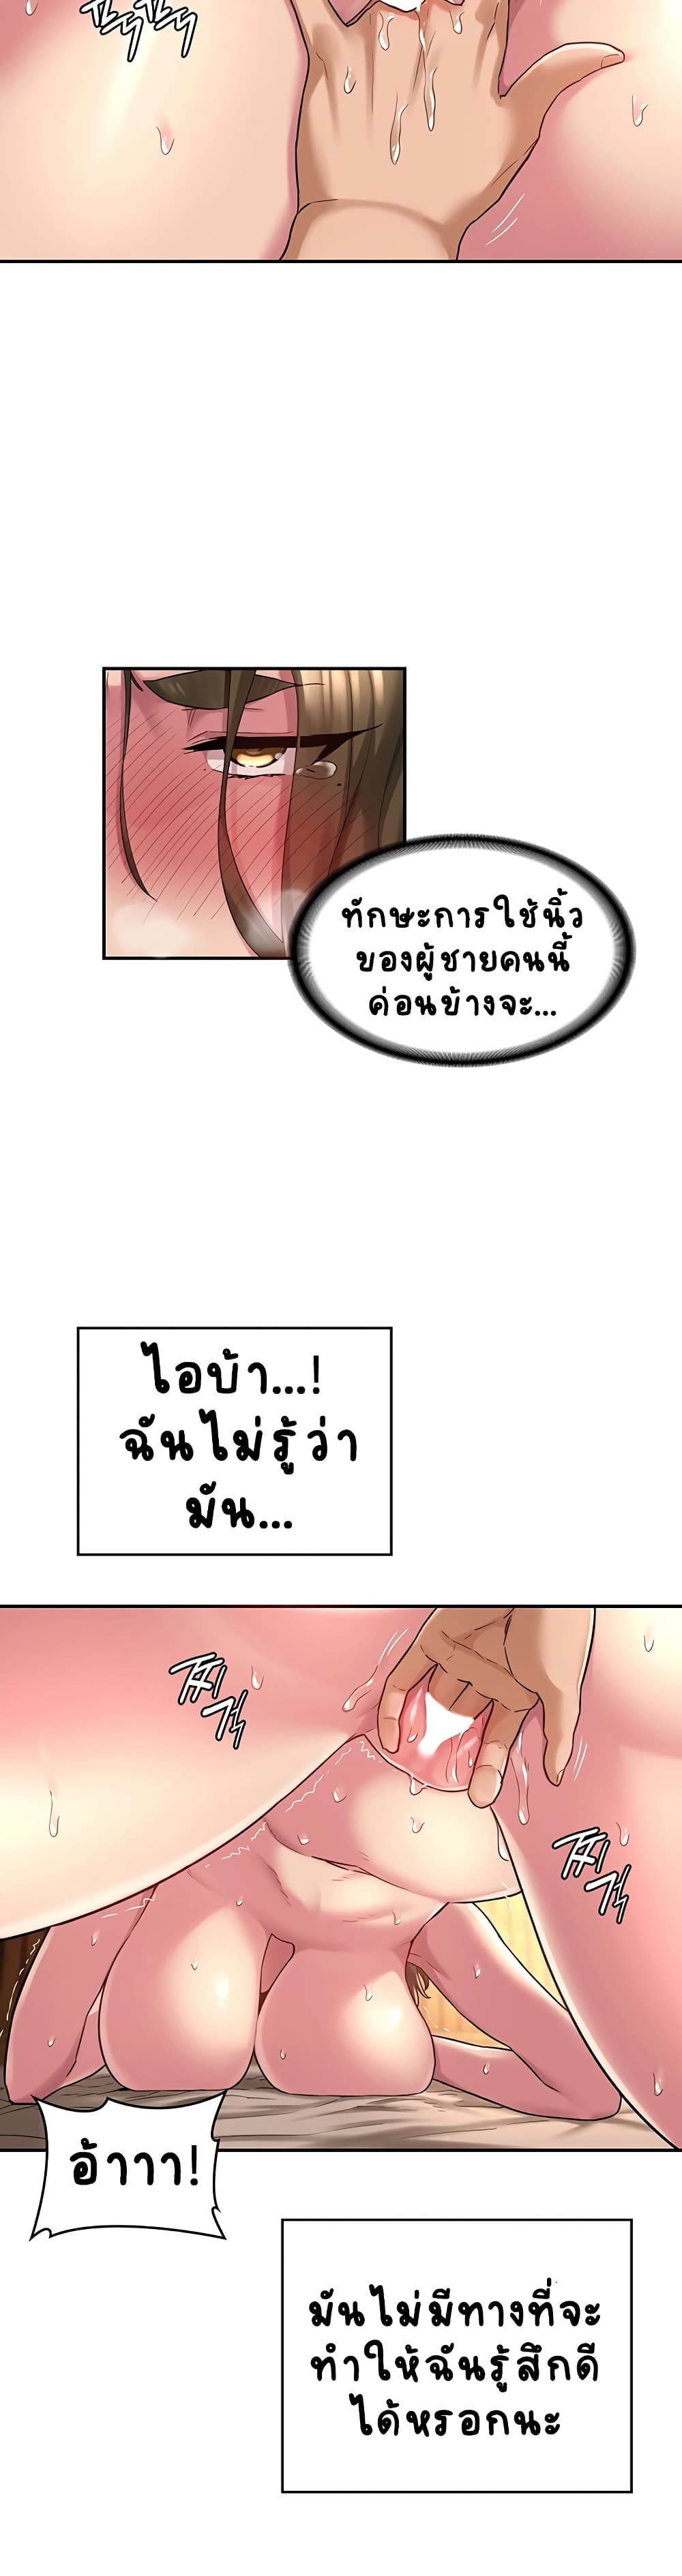 ทักษะการใช้นิ้ว
ของผู้ชายคนนี้
ค่อนข้างจะ...
ไอบ้า...!
ฉันไม่รู้ว่า
มัน...
อ้าาา!
มันไม่มีทางที่จะ
ทำให้ฉันรู้สึกดี
ได้หรอกนะ